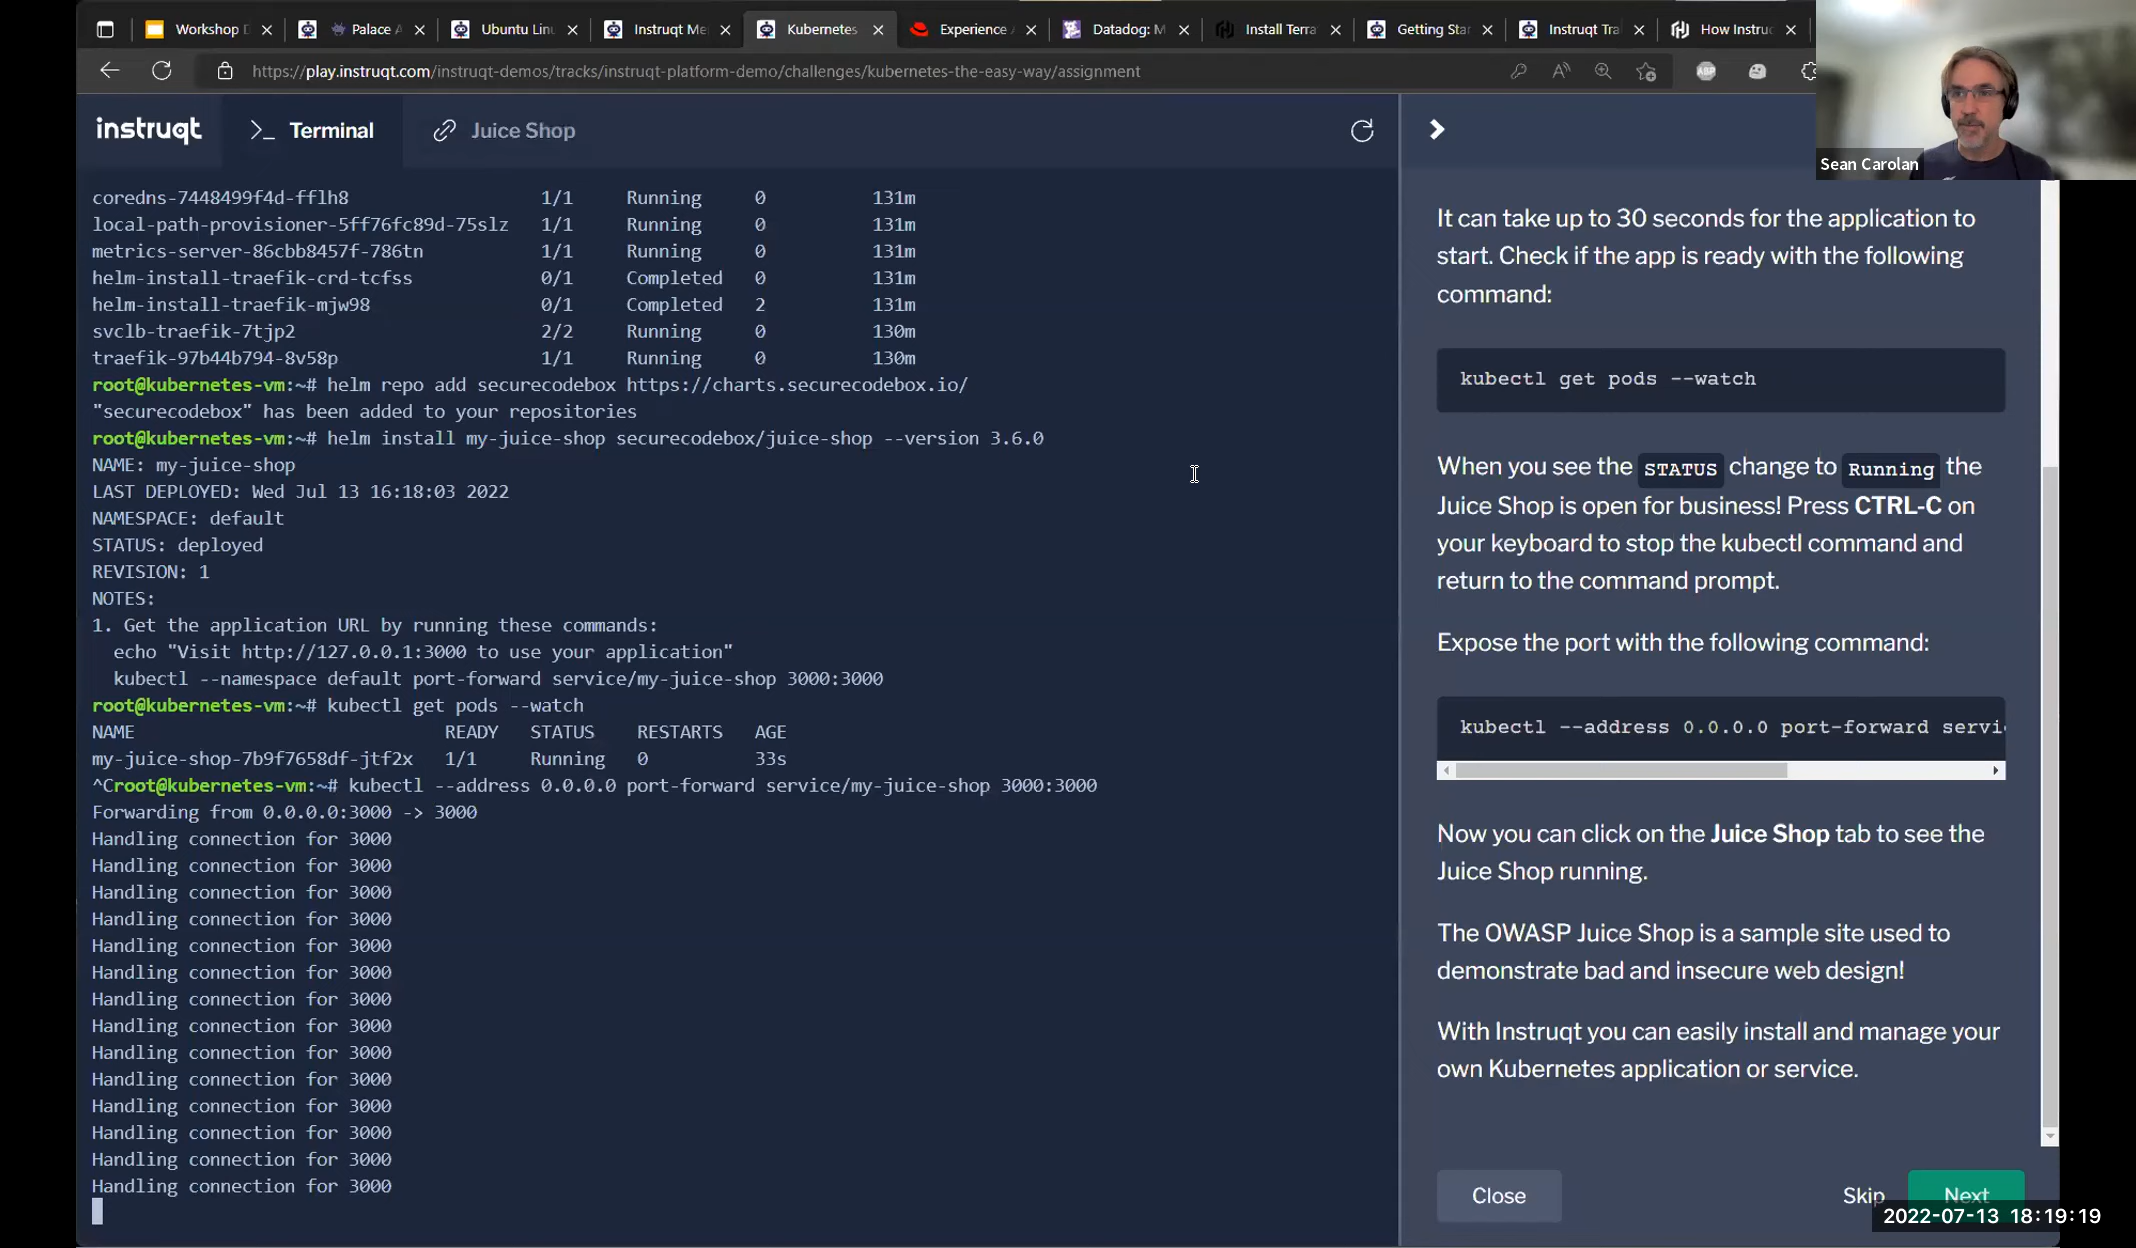 Workshop D
Palace A
Ubuntu Linu
Instruqt Me
Kubernetes
Experience A
Datadog: M
Install Terra
Getting Star
Instruqt Tra
How Instruc
https://play.instruqt.com/instruqt-demos/tracks/instruqt-platform-demo/challenges/kubernetes-the-easy-way/assignment
ABP
Sean Carolan
instruqt
>_ Terminal
Juice Shop
coredns-7448499f4d-fflh8 1/1 Running 0 131m
local-path-provisioner-5ff76fc89d-75slz 1/1 Running 0 131m
metrics-server-86cbb8457f-786tn 1/1 Running 0 131m
helm-install-traefik-crd-tcfss 0/1 Completed 0 131m
helm-install-traefik-mjw98 0/1 Completed 2 131m
svclb-traefik-7tjp2 2/2 Running 0 130m
traefik-97b44b794-8v58p 1/1 Running 0 130m
root@kubernetes-vm:~# helm repo add securecodebox https://charts.securecodebox.io/
"securecodebox" has been added to your repositories
root@kubernetes-vm:~# helm install my-juice-shop securecodebox/juice-shop --version 3.6.0
NAME: my-juice-shop
LAST DEPLOYED: Wed Jul 13 16:18:03 2022
NAMESPACE: default
STATUS: deployed
REVISION: 1
NOTES:
1. Get the application URL by running these commands:
echo "Visit http://127.0.0.1:3000 to use your application"
kubectl --namespace default port-forward service/my-juice-shop 3000:3000
root@kubernetes-vm:~# kubectl get pods --watch
NAME READY STATUS RESTARTS AGE
my-juice-shop-7b9f7658df-jtf2x 1/1 Running 0 33s
^Croot@kubernetes-vm:~# kubectl --address 0.0.0.0 port-forward service/my-juice-shop 3000:3000
Forwarding from 0.0.0.0:3000 -> 3000
Handling connection for 3000
Handling connection for 3000
Handling connection for 3000
Handling connection for 3000
Handling connection for 3000
Handling connection for 3000
Handling connection for 3000
Handling connection for 3000
Handling connection for 3000
Handling connection for 3000
Handling connection for 3000
Handling connection for 3000
Handling connection for 3000
Handling connection for 3000
It can take up to 30 seconds for the application to
start. Check if the app is ready with the following
command:
kubectl get pods --watch
When you see the STATUS change to Running the
Juice Shop is open for business! Press CTRL-C on
your keyboard to stop the kubectl command and
return to the command prompt.
Expose the port with the following command:
kubectl --address 0.0.0.0 port-forward servi
Now you can click on the Juice Shop tab to see the
Juice Shop running.
The OWASP Juice Shop is a sample site used to
demonstrate bad and insecure web design!
With Instruqt you can easily install and manage your
own Kubernetes application or service.
Close
Skip
Next
2022-07-13 18:19:19